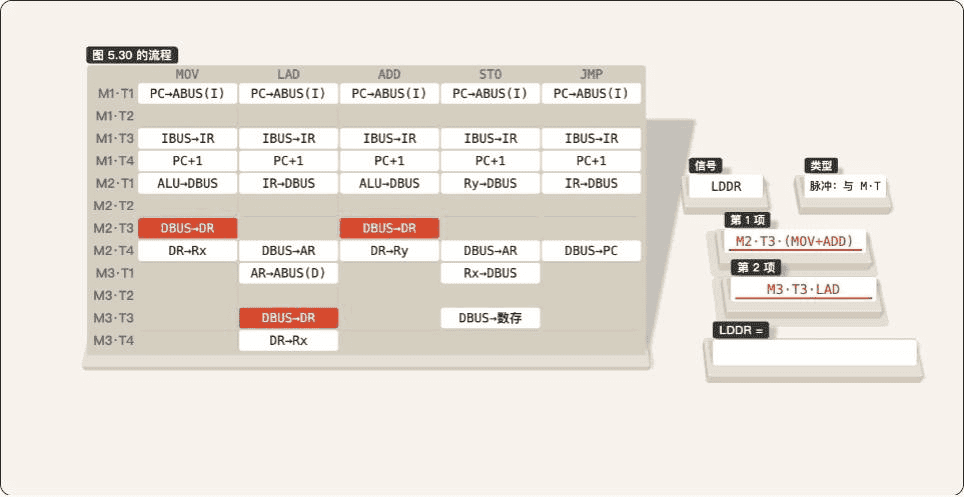 图 5.30 的流程
MOV LAD ADD STO JMP
M1·T1 PC→ABUS(I) PC→ABUS(I) PC→ABUS(I) PC→ABUS(I) PC→ABUS(I)
M1·T2
M1·T3 IBUS→IR IBUS→IR IBUS→IR IBUS→IR IBUS→IR
M1·T4 PC+1 PC+1 PC+1 PC+1 PC+1
M2·T1 ALU→DBUS IR→DBUS ALU→DBUS Ry→DBUS IR→DBUS
M2·T2
M2·T3 DBUS→DR DBUS→DR
M2·T4 DR→Rx DBUS→AR DR→Ry DBUS→AR DBUS→PC
M3·T1 AR→ABUS(D) Rx→DBUS
M3·T2
M3·T3 DBUS→DR DBUS→数存
M3·T4 DR→Rx
信号
LDDR
类型
脉冲: 与 M·T
第 1 项
M2·T3·(MOV+ADD)
第 2 项
M3·T3·LAD
LDDR =